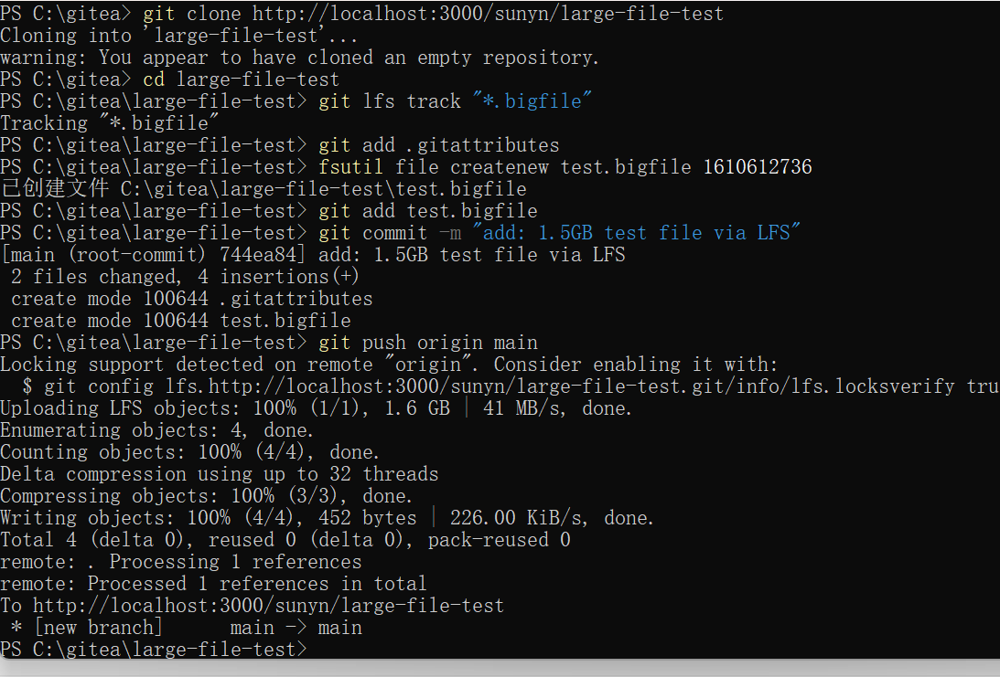 PS C:\gitea> git clone http://localhost:3000/sunyn/large-file-test
Cloning into 'large-file-test'...
warning: You appear to have cloned an empty repository.
PS C:\gitea> cd large-file-test
PS C:\gitea\large-file-test> git lfs track "*.bigfile"
Tracking "*.bigfile"
PS C:\gitea\large-file-test> git add .gitattributes
PS C:\gitea\large-file-test> fsutil file createnew test.bigfile 1610612736
已创建文件 C:\gitea\large-file-test\test.bigfile
PS C:\gitea\large-file-test> git add test.bigfile
PS C:\gitea\large-file-test> git commit -m "add: 1.5GB test file via LFS"
[main (root-commit) 744ea84] add: 1.5GB test file via LFS
 2 files changed, 4 insertions(+)
 create mode 100644 .gitattributes
 create mode 100644 test.bigfile
PS C:\gitea\large-file-test> git push origin main
Locking support detected on remote "origin". Consider enabling it with:
  $ git config lfs.http://localhost:3000/sunyn/large-file-test.git/info/lfs.locksverify tru
Uploading LFS objects: 100% (1/1), 1.6 GB | 41 MB/s, done.
Enumerating objects: 4, done.
Counting objects: 100% (4/4), done.
Delta compression using up to 32 threads
Compressing objects: 100% (3/3), done.
Writing objects: 100% (4/4), 452 bytes | 226.00 KiB/s, done.
Total 4 (delta 0), reused 0 (delta 0), pack-reused 0
remote: . Processing 1 references
remote: Processed 1 references in total
To http://localhost:3000/sunyn/large-file-test
 * [new branch]      main -> main
PS C:\gitea\large-file-test>